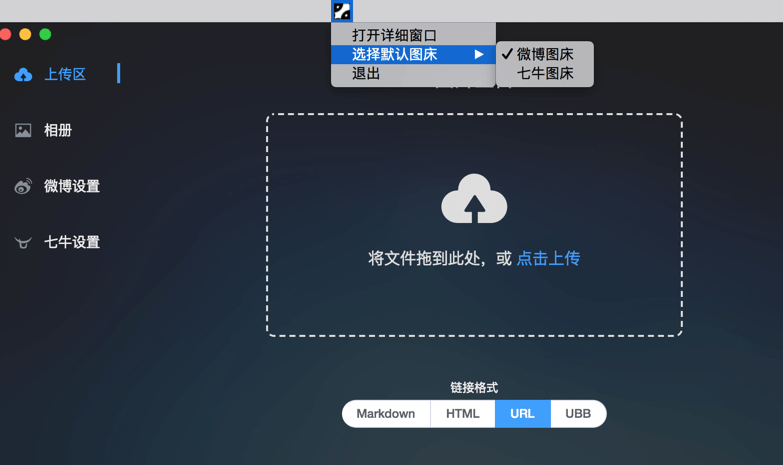 打开详细窗口
选择默认图床
退出
微博图床
七牛图床
上传区
相册
微博设置
七牛设置
将文件拖到此处，或 点击上传
链接格式
Markdown HTML URL UBB